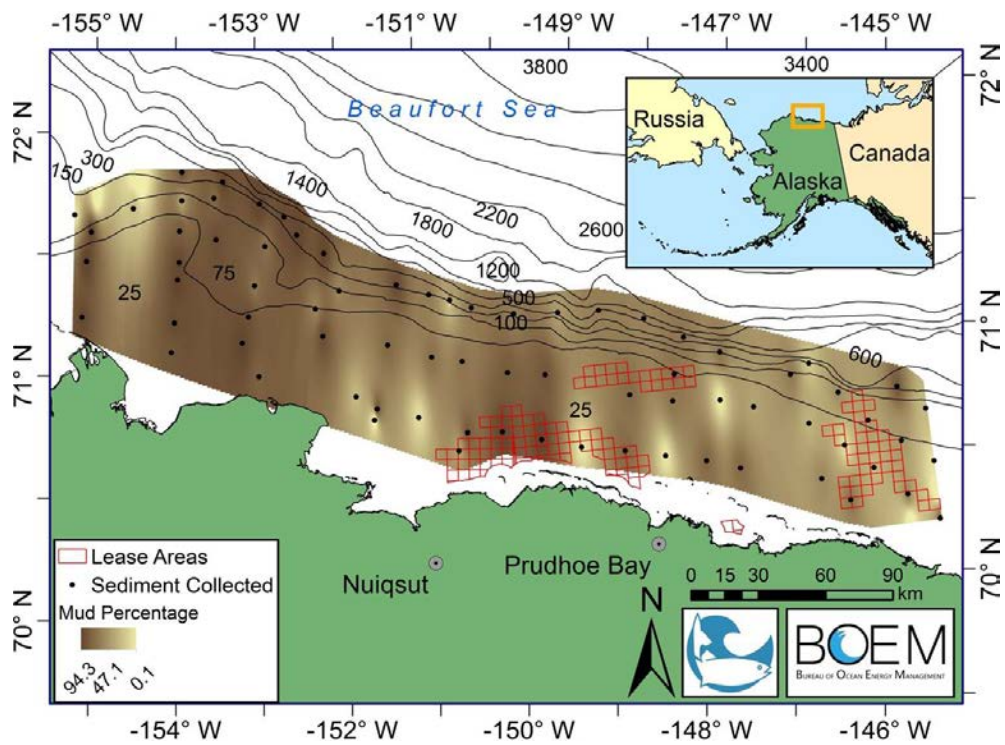 -155° W -153° W -151° W -149° W -147° W -145° W
72° N
71° N
70° N
72° N
71° N
70° N
3800
3400
Beaufort Sea
Russia
Canada
Alaska
150
300
1400
1800
2200
2600
1200
500
100
600
75
25
25
Lease Areas
Sediment Collected
Mud Percentage
94.3
47.1
0.1
Nuiqsut
Prudhoe Bay
0 15 30 60 90
km
N
BOEM
BUREAU OF OCEAN ENERGY MANAGEMENT
-154° W -152° W -150° W -148° W -146° W